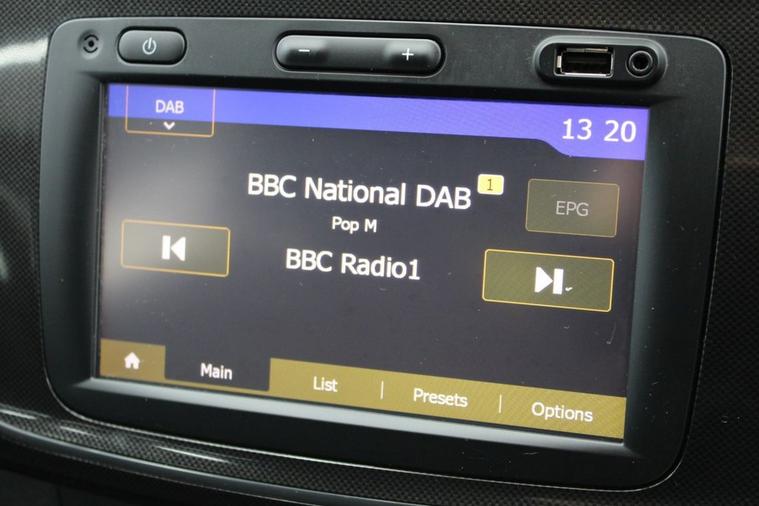 DAB
13 20
BBC National DAB 1
Pop M
EPG
BBC Radio1
Main
List
Presets
Options